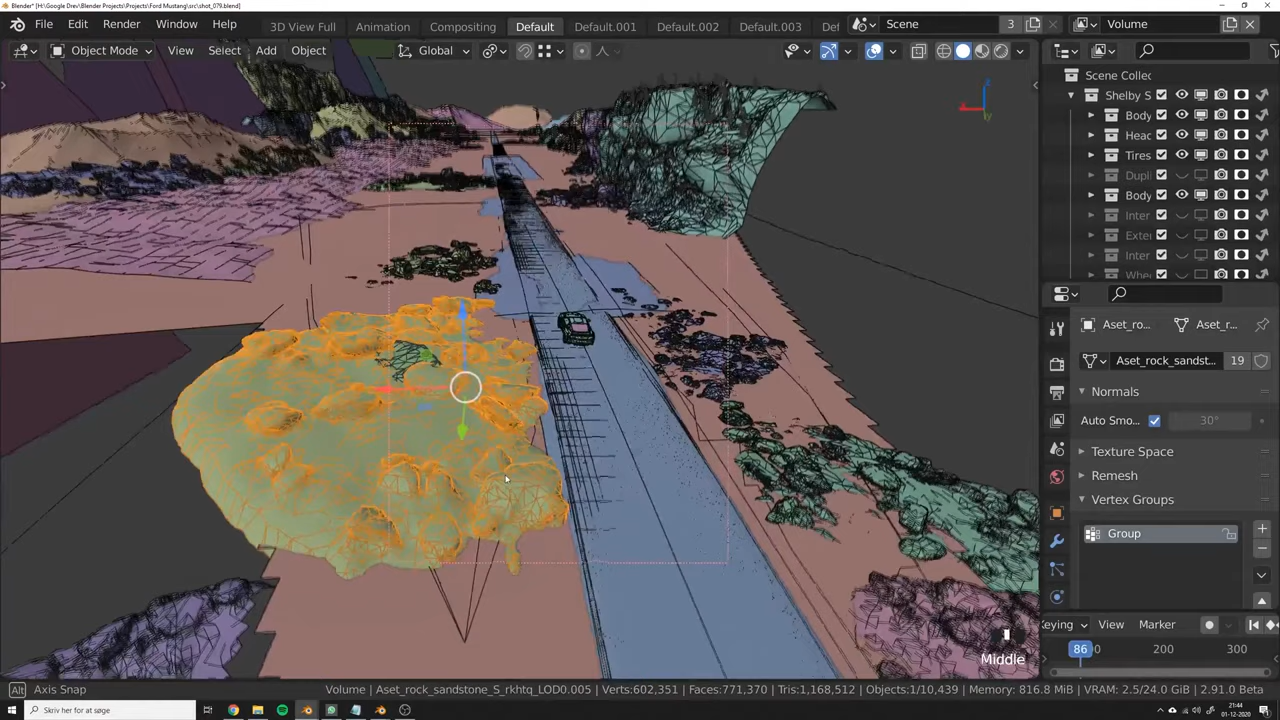 Blender* [H:\Google Drev\Blender Projects\Projects\Ford Mustang\src\shot_079.blend]
File Edit Render Window Help
3D View Full Animation Compositing Default Default.001 Default.002 Default.003 Def
Scene 3
Volume
Object Mode View Select Add Object
Global
Scene Collec
Shelby S
Body
Heac
Tires
Dupli
Body
Inter
Exter
Inter
Whe
Aset_ro... Aset_r...
Aset_rock_sandst... 19
Normals
Auto Smo... 30°
Texture Space
Remesh
Vertex Groups
Group
Keying View Marker
86 200 300
Middle
Alt Axis Snap
Volume | Aset_rock_sandstone_S_rkhtq_LOD0.005 | Verts:602,351 | Faces:771,370 | Tris:1,168,512 | Objects:1/10,439 | Memory: 816.8 MiB | VRAM: 2.5/24.0 GiB | 2.91.0 Beta
Skriv her for at søge
21:44
01-12-2020